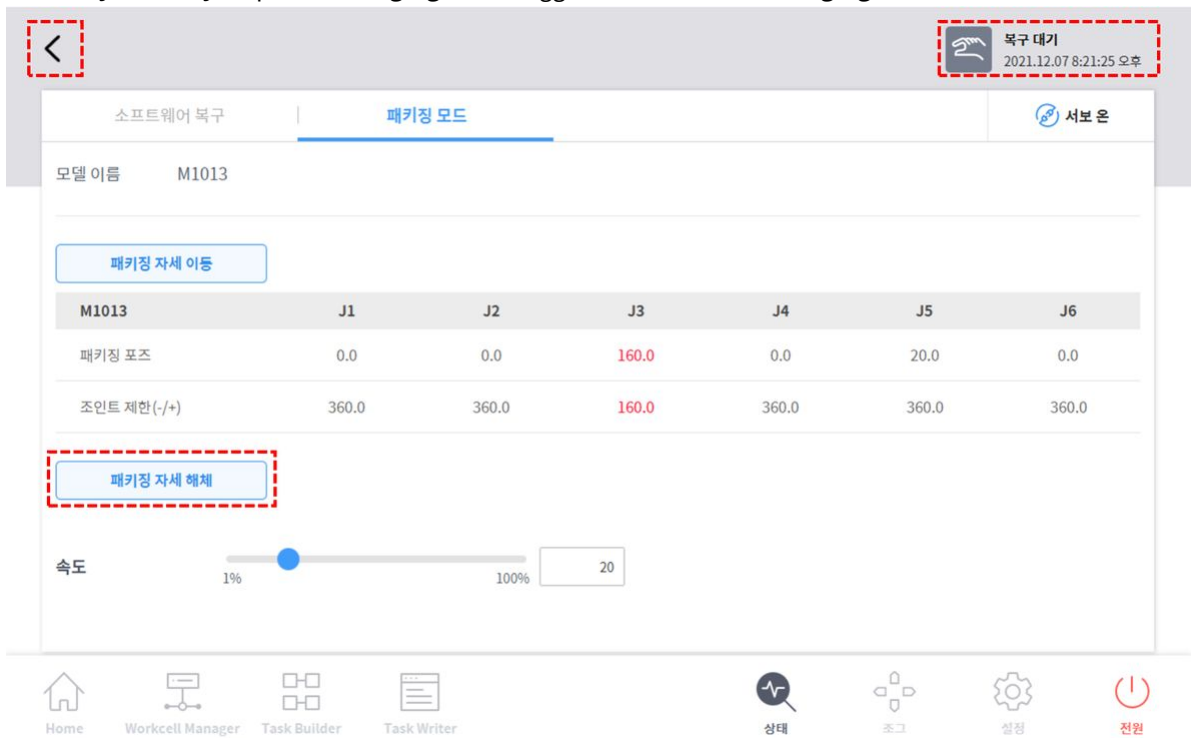 복구 대기
2021.12.07 8:21:25 오후
소프트웨어 복구 | 패키징 모드 서보 온
모델 이름 M1013
패키징 자세 이동
M1013 J1 J2 J3 J4 J5 J6
패키징 포즈 0.0 0.0 160.0 0.0 20.0 0.0
조인트 제한(-/+) 360.0 360.0 160.0 360.0 360.0 360.0
패키징 자세 해체
속도 1% 100% 20
Home Workcell Manager Task Builder Task Writer 상태 조그 설정 전원